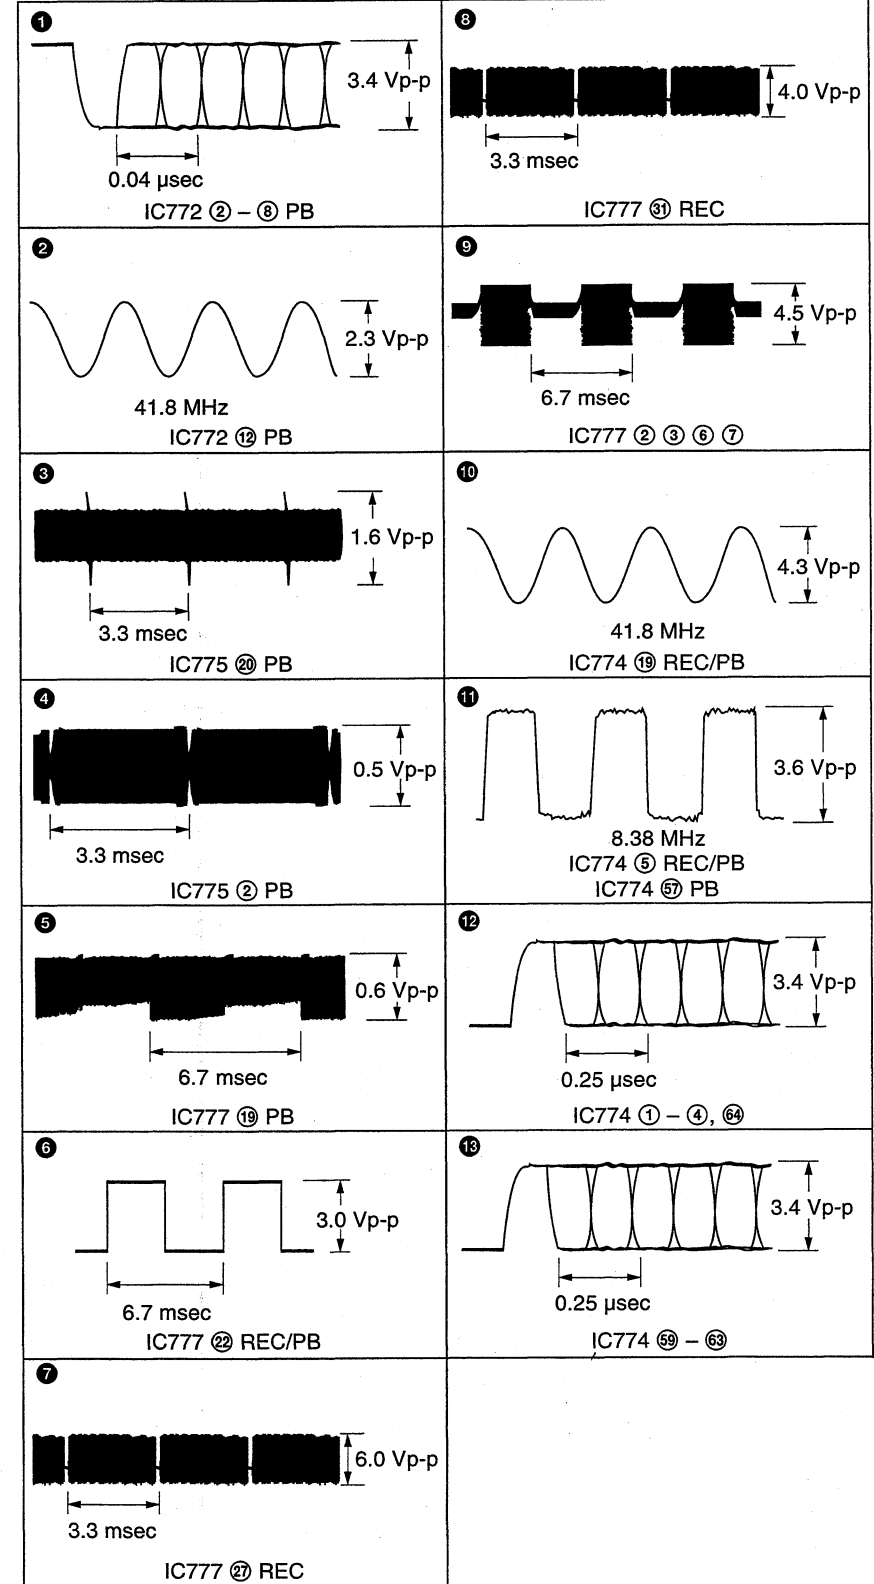 ❶
3.4 Vp-p
0.04 µsec
IC772 ② – ⑧ PB
❷
2.3 Vp-p
41.8 MHz
IC772 ⑫ PB
❸
1.6 Vp-p
3.3 msec
IC775 ⑳ PB
❹
0.5 Vp-p
3.3 msec
IC775 ② PB
❺
0.6 Vp-p
6.7 msec
IC777 ⑲ PB
❻
3.0 Vp-p
6.7 msec
IC777 ㉒ REC/PB
❼
6.0 Vp-p
3.3 msec
IC777 ㉗ REC
❽
4.0 Vp-p
3.3 msec
IC777 ㉛ REC
❾
4.5 Vp-p
6.7 msec
IC777 ② ③ ⑥ ⑦
❿
4.3 Vp-p
41.8 MHz
IC774 ⑲ REC/PB
⓫
3.6 Vp-p
8.38 MHz
IC774 ⑤ REC/PB
IC774 (57) PB
⓬
3.4 Vp-p
0.25 µsec
IC774 ① – ④, (64)
⓭
3.4 Vp-p
0.25 µsec
IC774 (59) – (63)